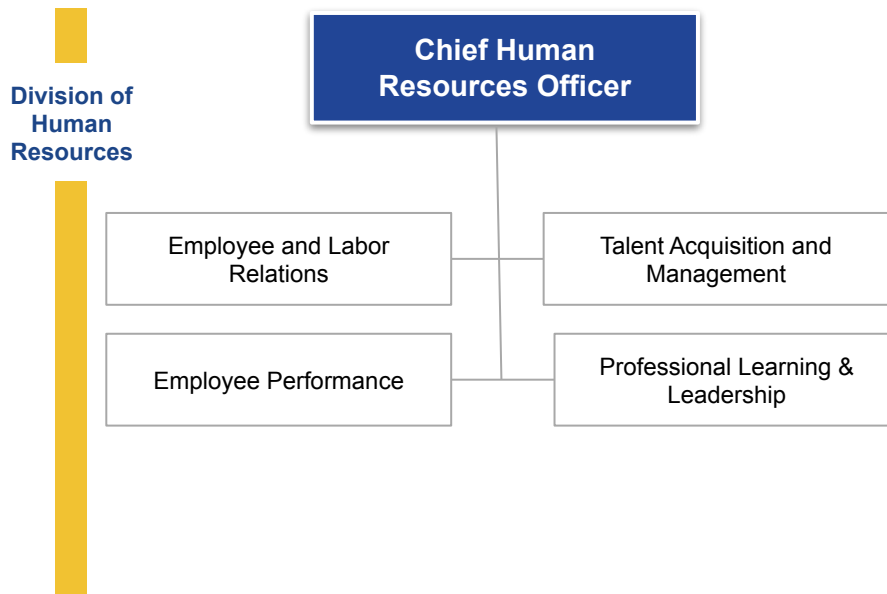 Chief Human
Resources Officer
Division of
Human
Resources
Employee and Labor
Relations
Talent Acquisition and
Management
Employee Performance
Professional Learning &
Leadership